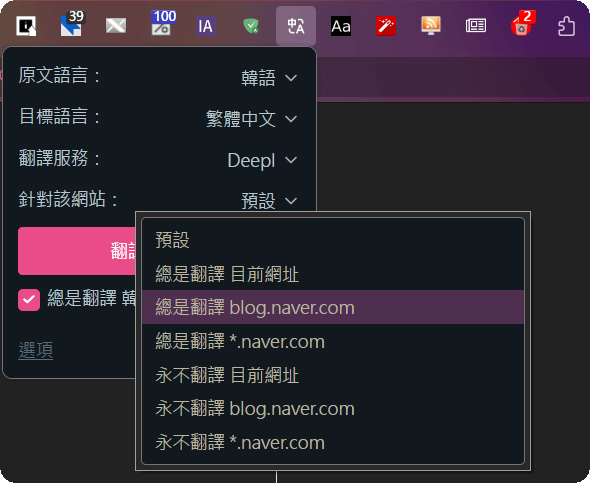 39
100
%
IA
中
Aa
2
原文語言：
韓語
目標語言：
繁體中文
翻譯服務：
Deepl
針對該網站：
預設
翻譯
總是翻譯 韓
選項
預設
總是翻譯 目前網址
總是翻譯 blog.naver.com
總是翻譯 *.naver.com
永不翻譯 目前網址
永不翻譯 blog.naver.com
永不翻譯 *.naver.com